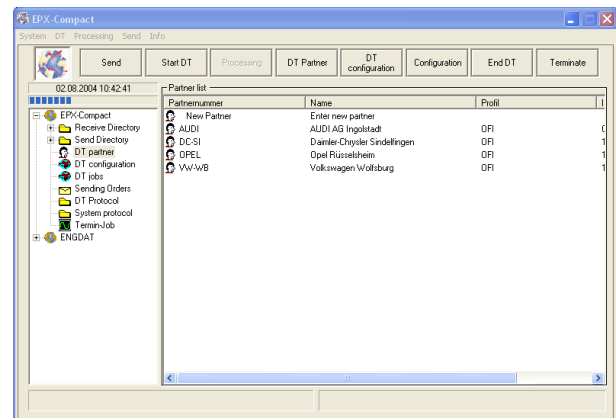 EPX-Compact
System DT Processing Send Info
Send Start DT Processing DT Partner DT configuration Configuration End DT Terminate
02.08.2004 10:42:41
Partner list
Partnernummer Name Profil
New Partner Enter new partner
AUDI AUDI AG Ingolstadt OFI
DC-SI Daimler-Chrysler Sindelfingen OFI 1
OPEL Opel Rüsselsheim OFI 1
VW-WB Volkswagen Wolfsburg OFI 1
EPX-Compact
Receive Directory
Send Directory
DT partner
DT configuration
DT jobs
Sending Orders
DT Protocol
System protocol
Termin-Job
ENGDAT